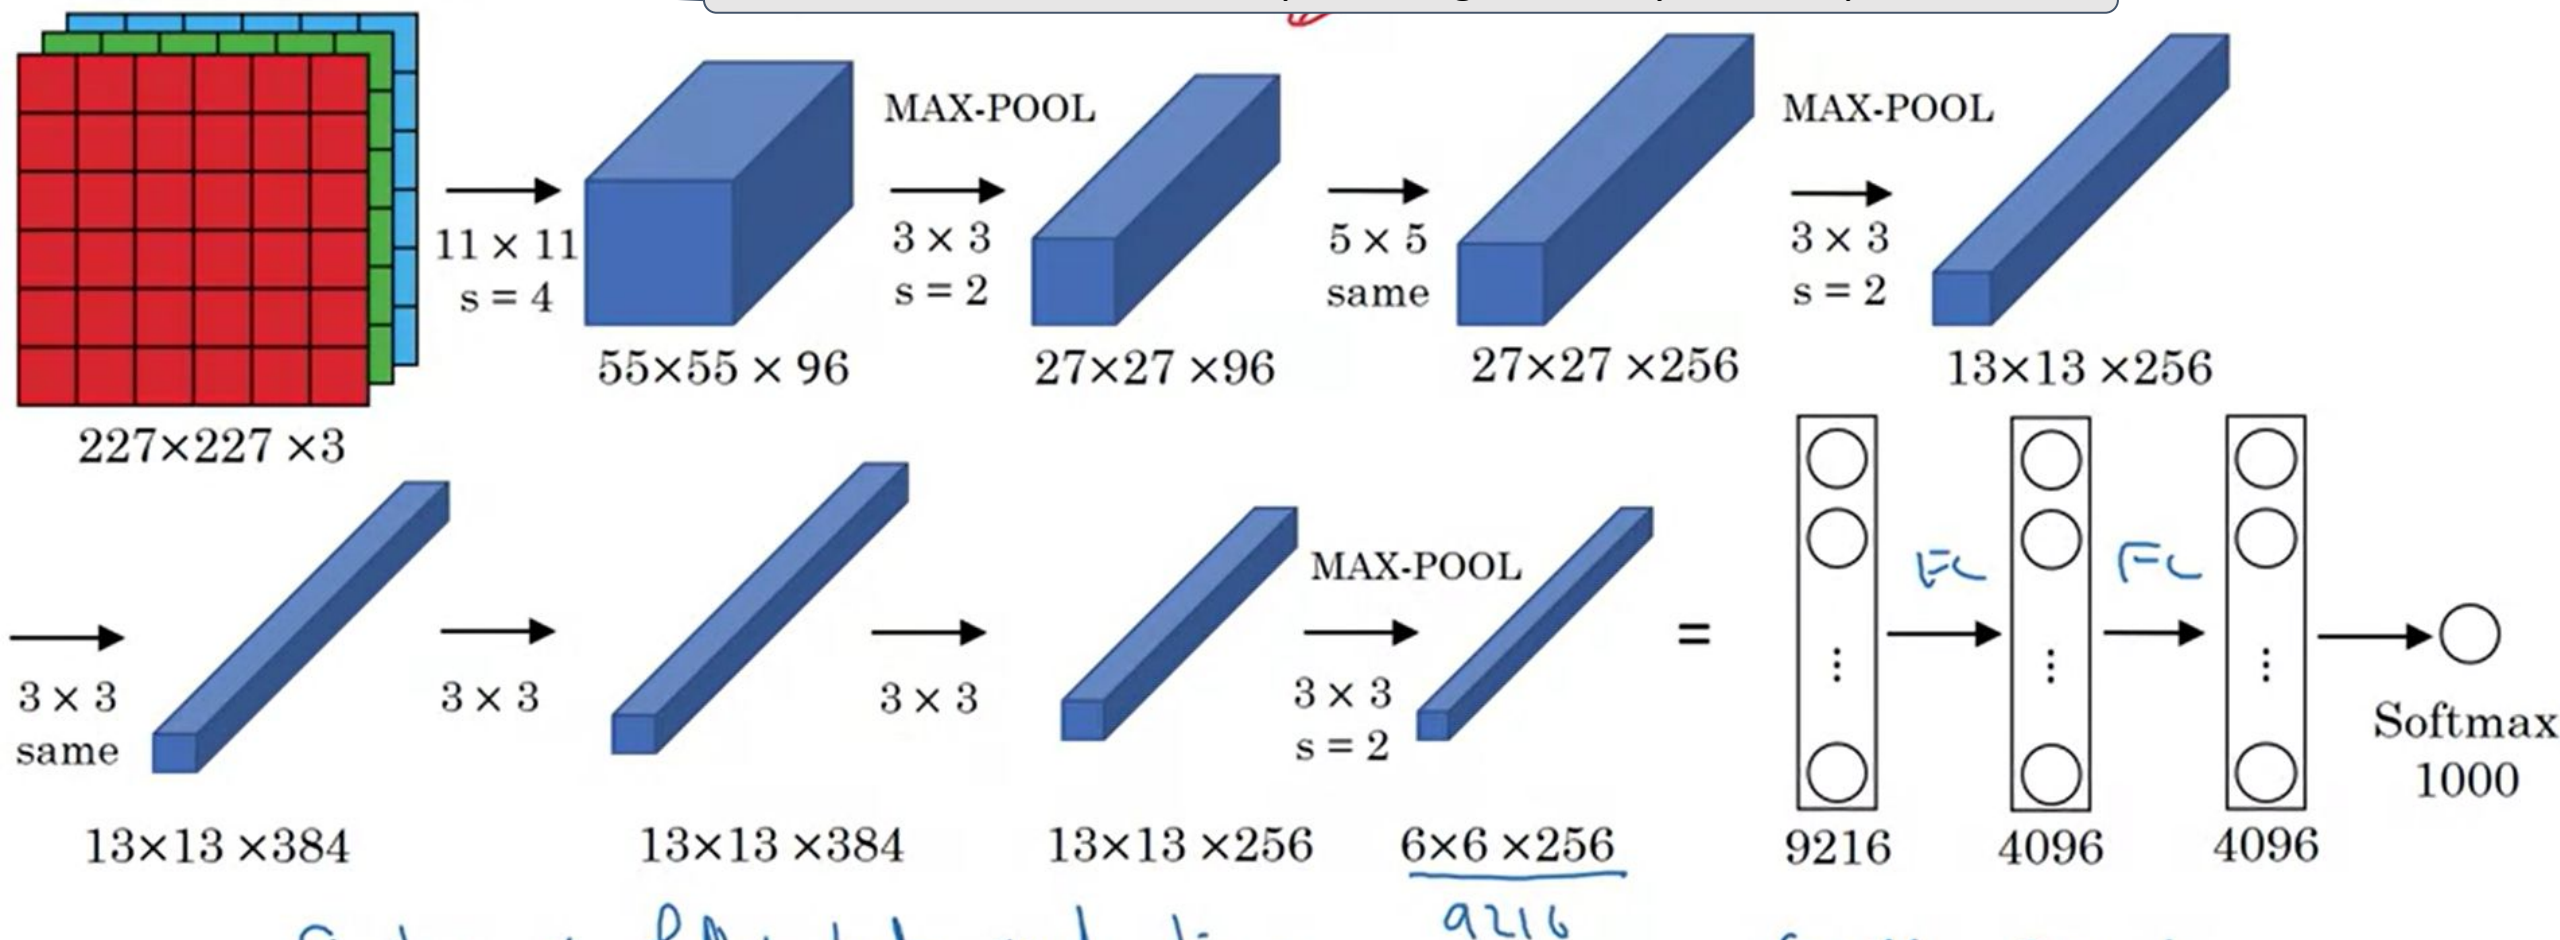 MAX-POOL
MAX-POOL
11 × 11
s = 4
3 × 3
s = 2
5 × 5
same
3 × 3
s = 2
227×227 ×3
55×55 × 96
27×27 ×96
27×27 ×256
13×13 ×256
MAX-POOL
FC
FC
3 × 3
same
3 × 3
3 × 3
3 × 3
s = 2
=
Softmax
1000
13×13 ×384
13×13 ×384
13×13 ×256
6×6 ×256
9216
4096
4096
9216